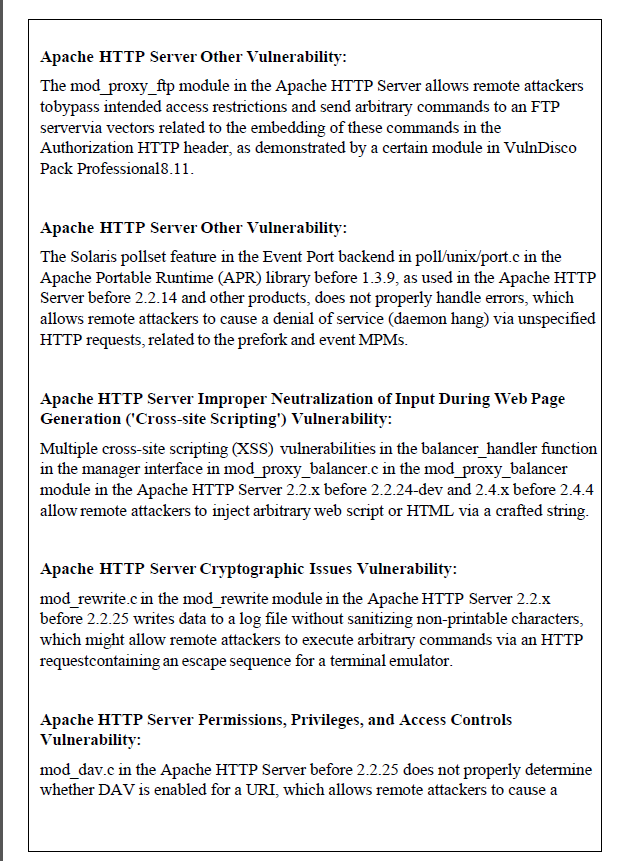 Apache HTTP Server Other Vulnerability:
The mod_proxy_ftp module in the Apache HTTP Server allows remote attackers
tobypass intended access restrictions and send arbitrary commands to an FTP
servervia vectors related to the embedding of these commands in the
Authorization HTTP header, as demonstrated by a certain module in VulnDisco
Pack Professional8.11.
Apache HTTP Server Other Vulnerability:
The Solaris pollset feature in the Event Port backend in poll/unix/port.c in the
Apache Portable Runtime (APR) library before 1.3.9, as used in the Apache HTTP
Server before 2.2.14 and other products, does not properly handle errors, which
allows remote attackers to cause a denial of service (daemon hang) via unspecified
HTTP requests, related to the prefork and event MPMs.
Apache HTTP Server Improper Neutralization of Input During Web Page
Generation ('Cross-site Scripting') Vulnerability:
Multiple cross-site scripting (XSS) vulnerabilities in the balancer_handler function
in the manager interface in mod_proxy_balancer.c in the mod_proxy_balancer
module in the Apache HTTP Server 2.2.x before 2.2.24-dev and 2.4.x before 2.4.4
allow remote attackers to inject arbitrary web script or HTML via a crafted string.
Apache HTTP Server Cryptographic Issues Vulnerability:
mod_rewrite.c in the mod_rewrite module in the Apache HTTP Server 2.2.x
before 2.2.25 writes data to a log file without sanitizing non-printable characters,
which might allow remote attackers to execute arbitrary commands via an HTTP
requestcontaining an escape sequence for a terminal emulator.
Apache HTTP Server Permissions, Privileges, and Access Controls
Vulnerability:
mod_dav.c in the Apache HTTP Server before 2.2.25 does not properly determine
whether DAV is enabled for a URI, which allows remote attackers to cause a